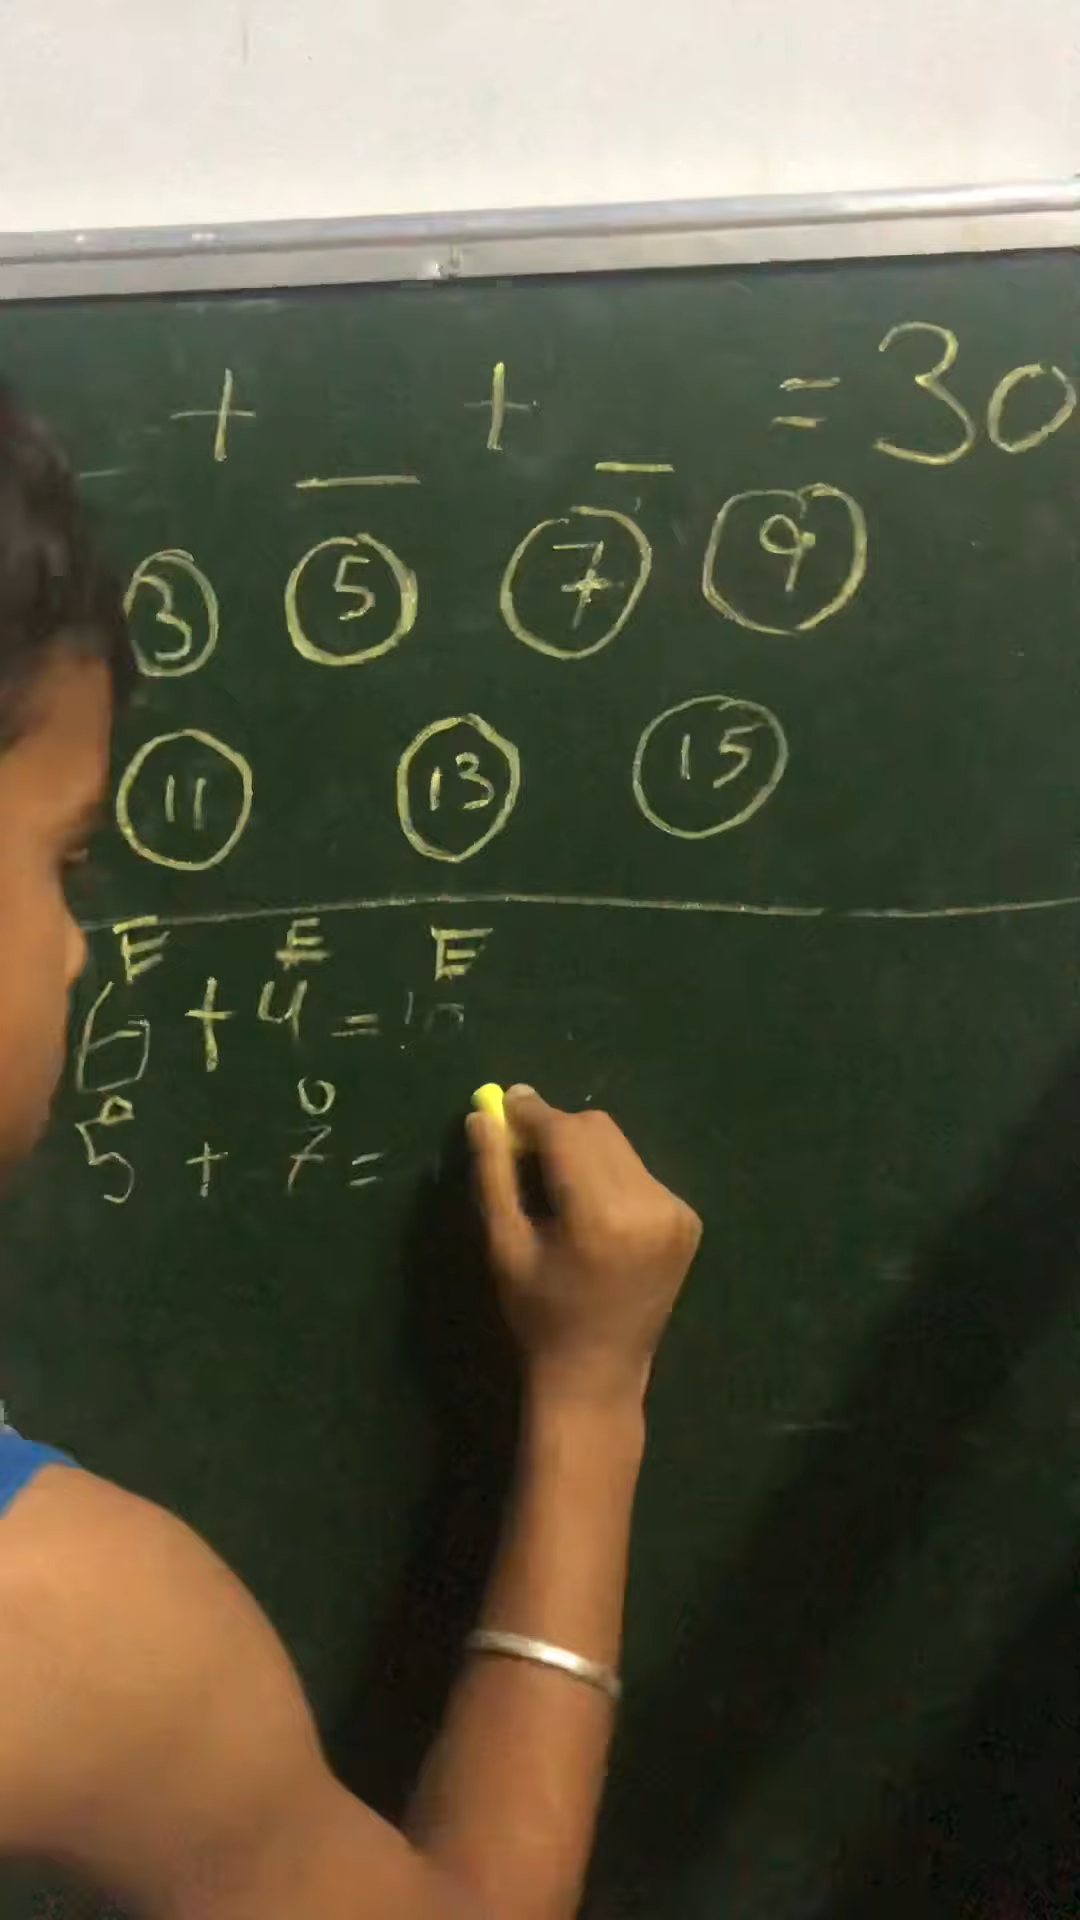 _ + _ + _ = 30
3 5 7 9
11 13 15
E E E
6 + 4 = 10
O O
5 + 7 =